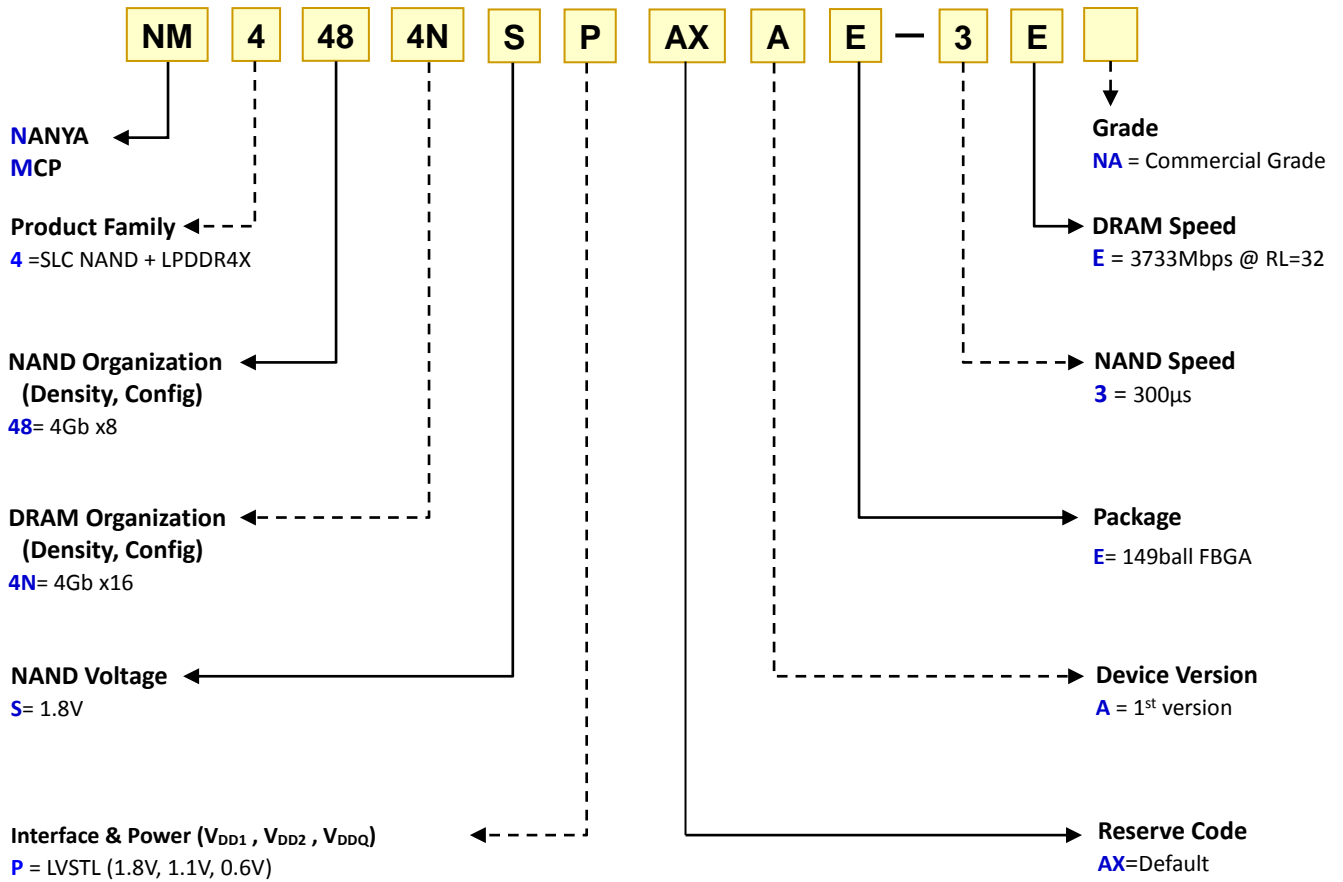 NM 4 48 4N S P AX A E – 3 E
NANYA
MCP
Product Family
4 =SLC NAND + LPDDR4X
NAND Organization
(Density, Config)
48= 4Gb x8
DRAM Organization
(Density, Config)
4N= 4Gb x16
NAND Voltage
S= 1.8V
Interface & Power (VDD1 , VDD2 , VDDQ)
P = LVSTL (1.8V, 1.1V, 0.6V)
Grade
NA = Commercial Grade
DRAM Speed
E = 3733Mbps @ RL=32
NAND Speed
3 = 300µs
Package
E= 149ball FBGA
Device Version
A = 1st version
Reserve Code
AX=Default